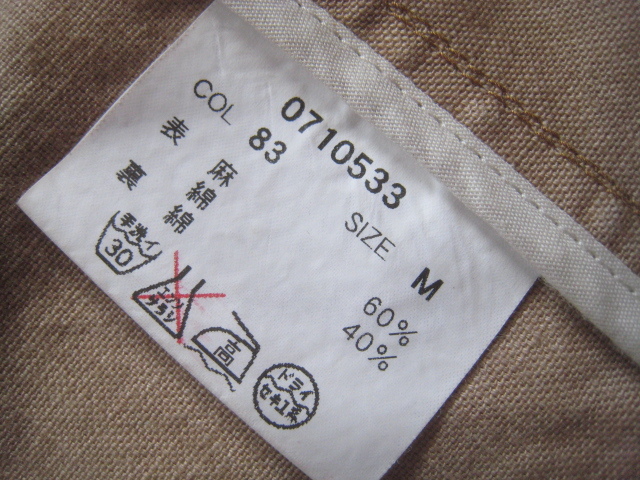 0710533
COL 83 SIZE M
表 麻 60%
綿 40%
裏 綿
手洗イ
30
エンソ
サラシ
高
ドライ
セキユ系